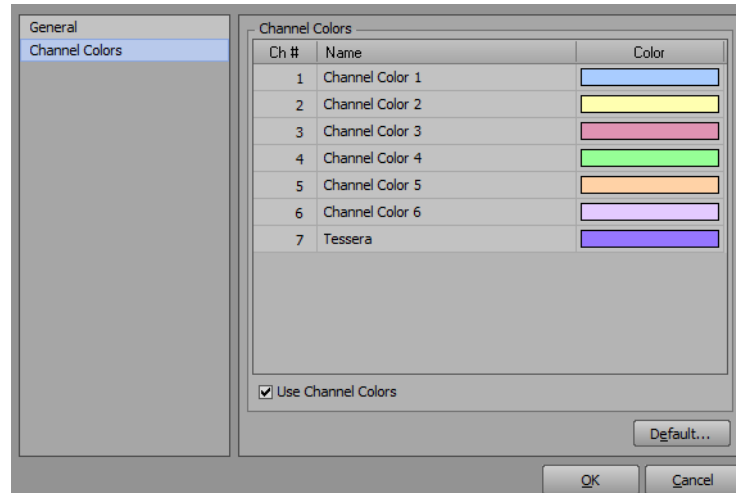 General
Channel Colors
Channel Colors
Ch # Name Color
1 Channel Color 1
2 Channel Color 2
3 Channel Color 3
4 Channel Color 4
5 Channel Color 5
6 Channel Color 6
7 Tessera
Use Channel Colors
Default...
OK Cancel